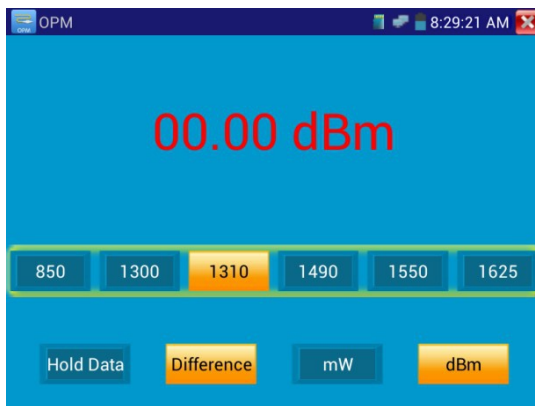 OPM
OPM 8:29:21 AM
00.00 dBm
850 1300 1310 1490 1550 1625
Hold Data Difference mW dBm